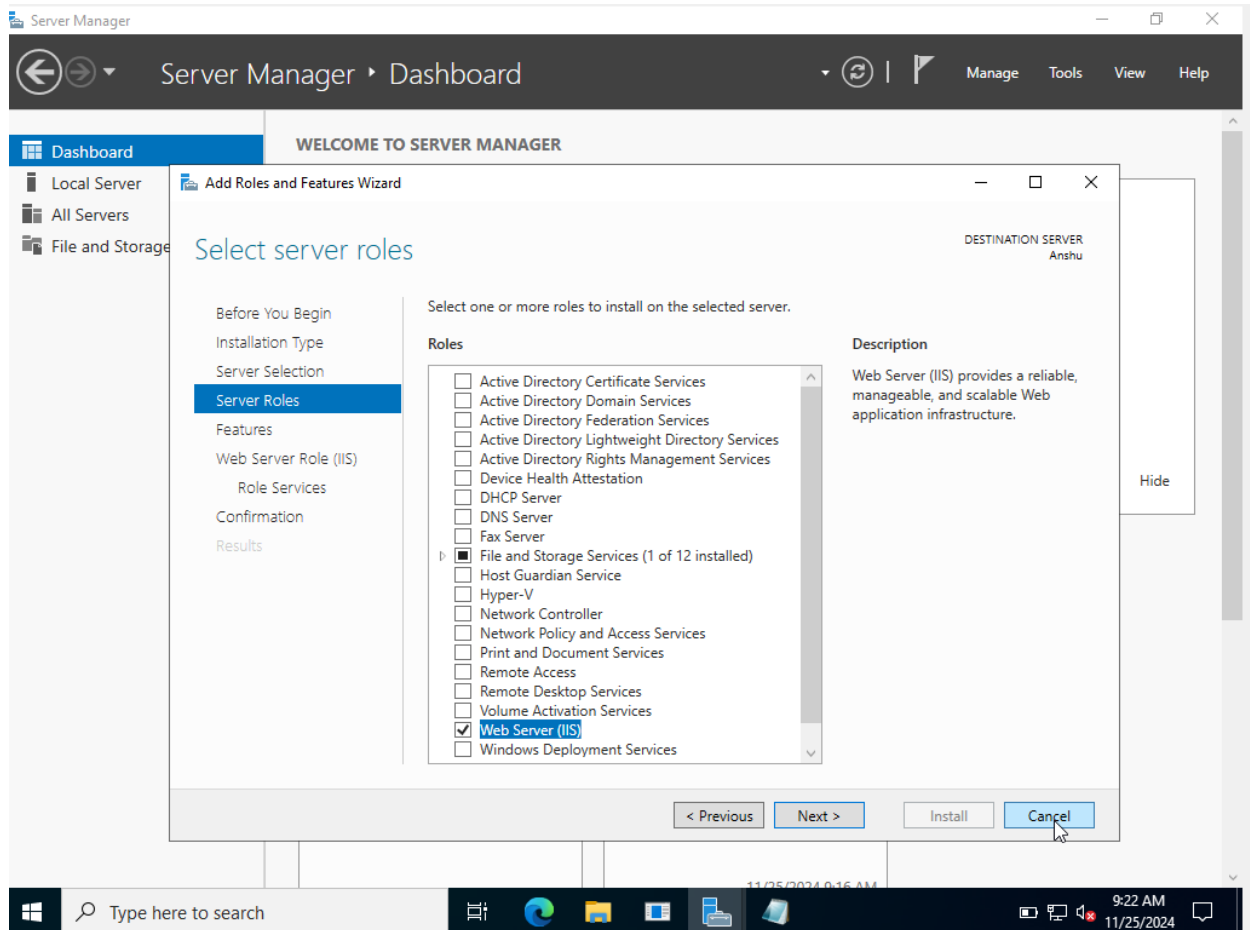 Server Manager
Server Manager • Dashboard
Manage Tools View Help
Dashboard
Local Server
All Servers
File and Storage
WELCOME TO SERVER MANAGER
Add Roles and Features Wizard
Select server roles
DESTINATION SERVER
Anshu
Before You Begin
Installation Type
Server Selection
Server Roles
Features
Web Server Role (IIS)
Role Services
Confirmation
Results
Select one or more roles to install on the selected server.
Roles
Active Directory Certificate Services
Active Directory Domain Services
Active Directory Federation Services
Active Directory Lightweight Directory Services
Active Directory Rights Management Services
Device Health Attestation
DHCP Server
DNS Server
Fax Server
File and Storage Services (1 of 12 installed)
Host Guardian Service
Hyper-V
Network Controller
Network Policy and Access Services
Print and Document Services
Remote Access
Remote Desktop Services
Volume Activation Services
Web Server (IIS)
Windows Deployment Services
Description
Web Server (IIS) provides a reliable,
manageable, and scalable Web
application infrastructure.
Hide
< Previous
Next >
Install
Cancel
11/25/2024 9:16 AM
Type here to search
9:22 AM
11/25/2024